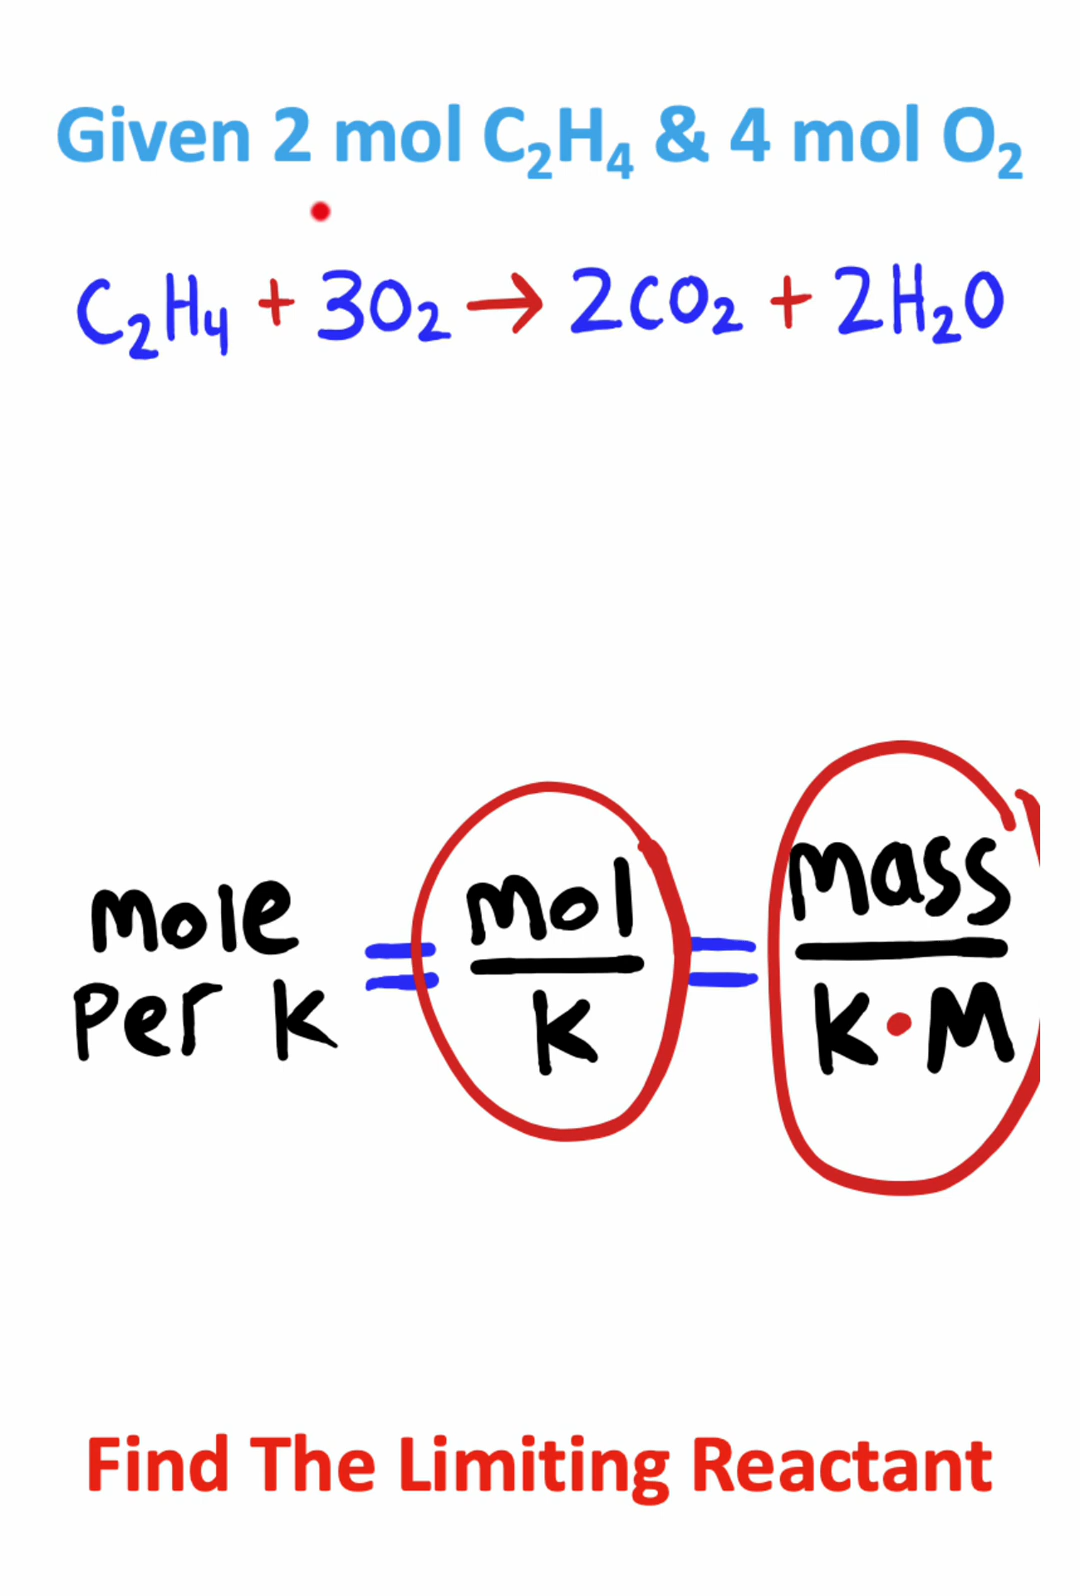 Given 2 mol C₂H₄ & 4 mol O₂
C₂H₄ + 3O₂ → 2CO₂ + 2H₂O
mole per k = mol/k = mass/k·M
Find The Limiting Reactant